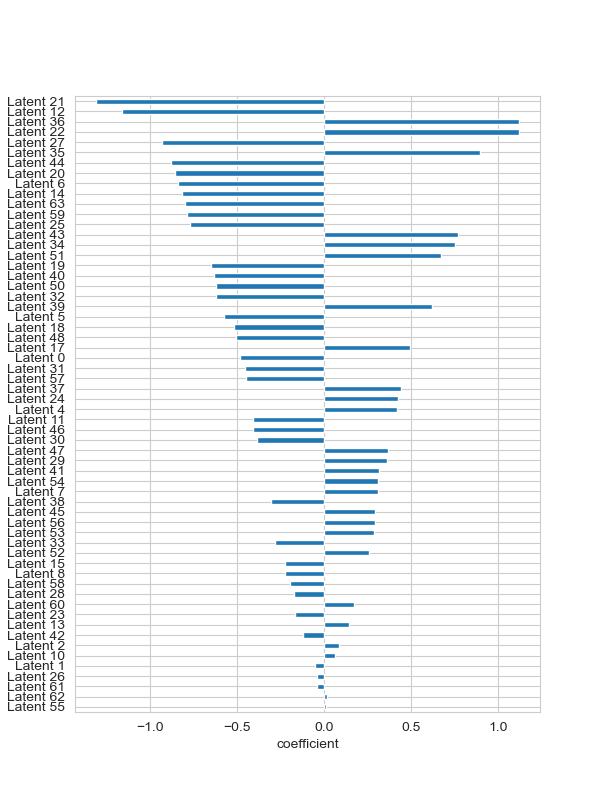 Latent 21
Latent 12
Latent 36
Latent 22
Latent 27
Latent 35
Latent 44
Latent 20
Latent 6
Latent 14
Latent 63
Latent 59
Latent 25
Latent 43
Latent 34
Latent 51
Latent 19
Latent 40
Latent 50
Latent 32
Latent 39
Latent 5
Latent 18
Latent 48
Latent 17
Latent 0
Latent 31
Latent 57
Latent 37
Latent 24
Latent 4
Latent 11
Latent 46
Latent 30
Latent 47
Latent 29
Latent 41
Latent 54
Latent 7
Latent 38
Latent 45
Latent 56
Latent 53
Latent 33
Latent 52
Latent 15
Latent 8
Latent 58
Latent 28
Latent 60
Latent 23
Latent 13
Latent 42
Latent 2
Latent 10
Latent 1
Latent 26
Latent 61
Latent 62
Latent 55
−1.0 −0.5 0.0 0.5 1.0
coefficient